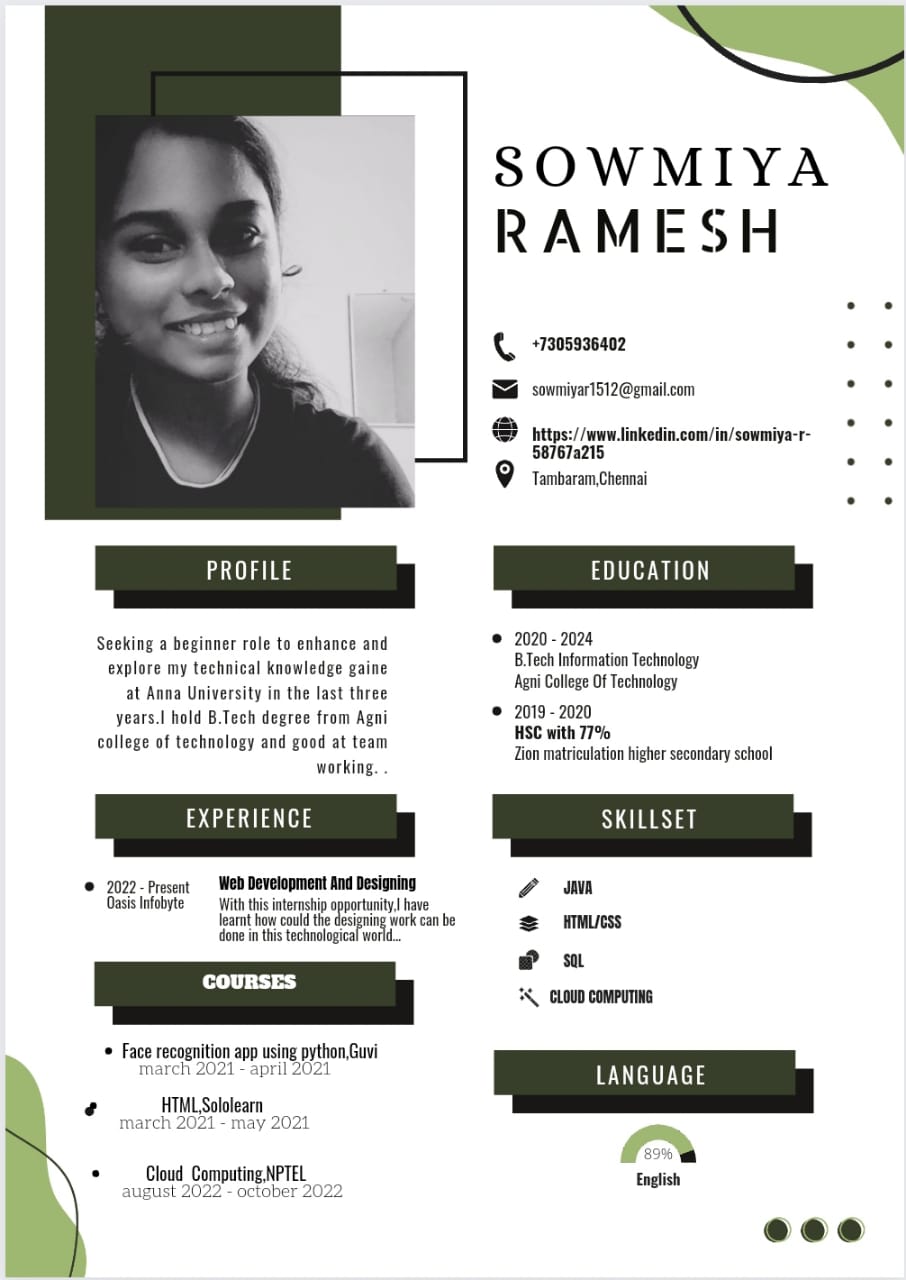 SOWMIYA
RAMESH
+7305936402
sowmiyar1512@gmail.com
https://www.linkedin.com/in/sowmiya-r-
58767a215
Tambaram,Chennai
PROFILE
Seeking a beginner role to enhance and
explore my technical knowledge gaine
at Anna University in the last three
years.I hold B.Tech degree from Agni
college of technology and good at team
working. .
EXPERIENCE
2022 - Present
Oasis Infobyte
Web Development And Designing
With this internship opportunity,I have
learnt how could the designing work can be
done in this technological world...
COURSES
Face recognition app using python,Guvi
march 2021 - april 2021
HTML,Sololearn
march 2021 - may 2021
Cloud Computing,NPTEL
august 2022 - october 2022
EDUCATION
2020 - 2024
B.Tech Information Technology
Agni College Of Technology
2019 - 2020
HSC with 77%
Zion matriculation higher secondary school
SKILLSET
JAVA
HTML/CSS
SQL
CLOUD COMPUTING
LANGUAGE
89%
English